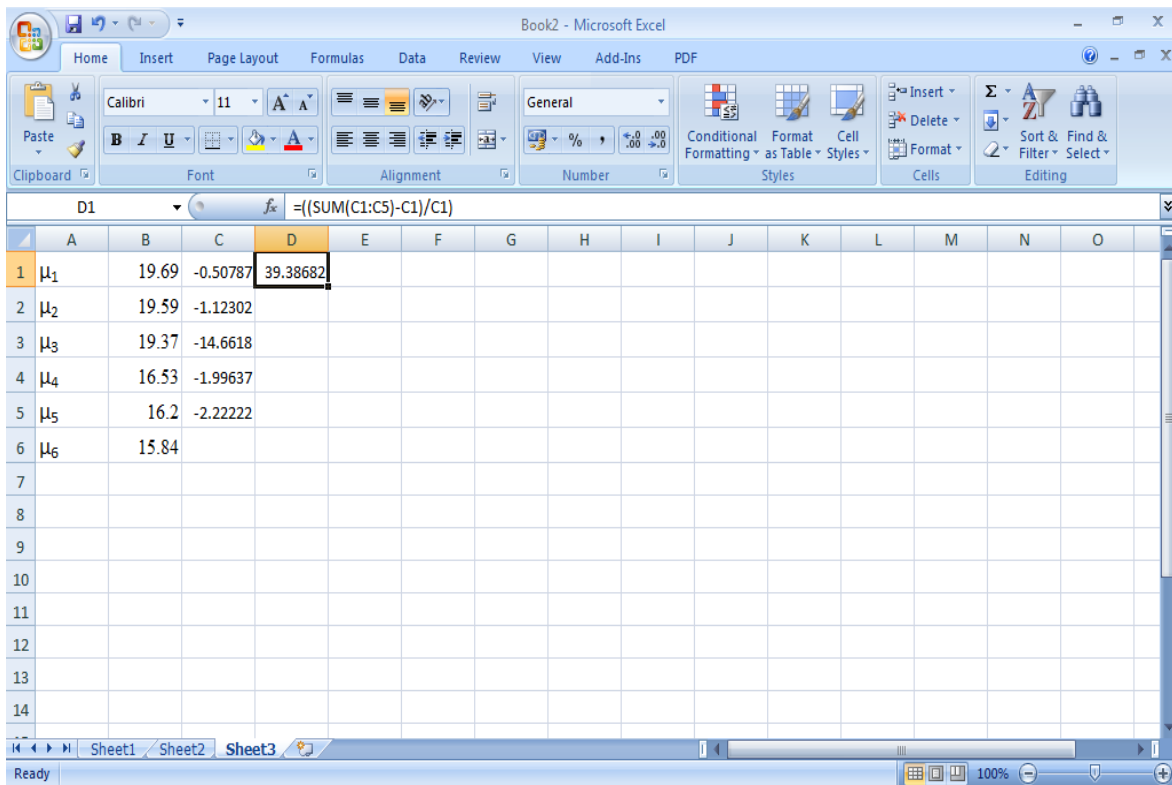 Book2 - Microsoft Excel
Home Insert Page Layout Formulas Data Review View Add-Ins PDF
Paste
Calibri 11 A A
B I U A
General
% , .0 .00 .00 .0
Conditional Formatting
Format as Table
Cell Styles
Insert
Delete
Format
Σ
Sort & Filter
Find & Select
Clipboard Font Alignment Number Styles Cells Editing
D1 fx =((SUM(C1:C5)-C1)/C1)
A B C D E F G H I J K L M N O
1 μ₁ 19.69 -0.50787 39.38682
2 μ₂ 19.59 -1.12302
3 μ₃ 19.37 -14.6618
4 μ₄ 16.53 -1.99637
5 μ₅ 16.2 -2.22222
6 μ₆ 15.84
7
8
9
10
11
12
13
14
Sheet1 Sheet2 Sheet3
Ready 100%